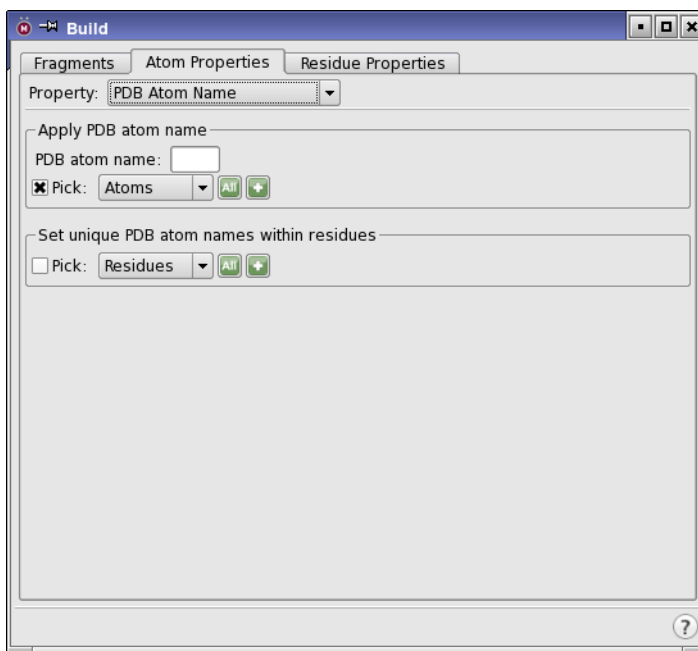 Build
Fragments Atom Properties Residue Properties
Property: PDB Atom Name
Apply PDB atom name
PDB atom name:
Pick: Atoms All +
Set unique PDB atom names within residues
Pick: Residues All +
?